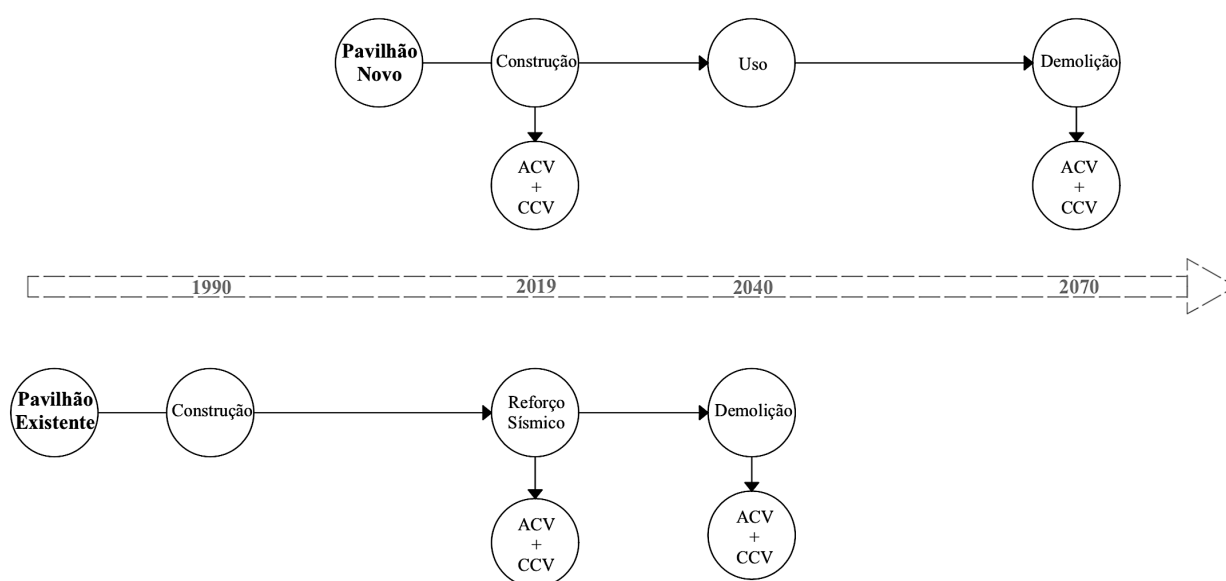 Pavilhão
Novo
Construção
Uso
Demolição
ACV
+
CCV
ACV
+
CCV
1990
2019
2040
2070
Pavilhão
Existente
Construção
Reforço
Sísmico
Demolição
ACV
+
CCV
ACV
+
CCV